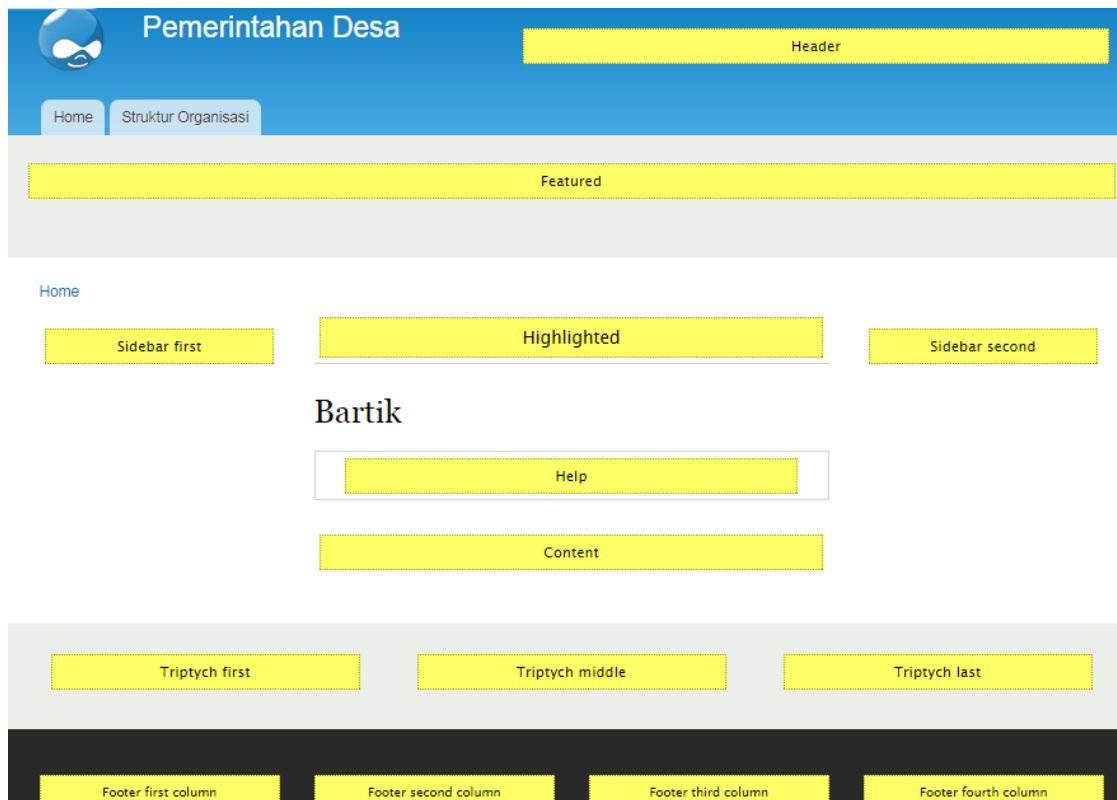 Pemerintahan Desa
Header
Home
Struktur Organisasi
Featured
Home
Sidebar first
Highlighted
Sidebar second
Bartik
Help
Content
Triptych first
Triptych middle
Triptych last
Footer first column
Footer second column
Footer third column
Footer fourth column